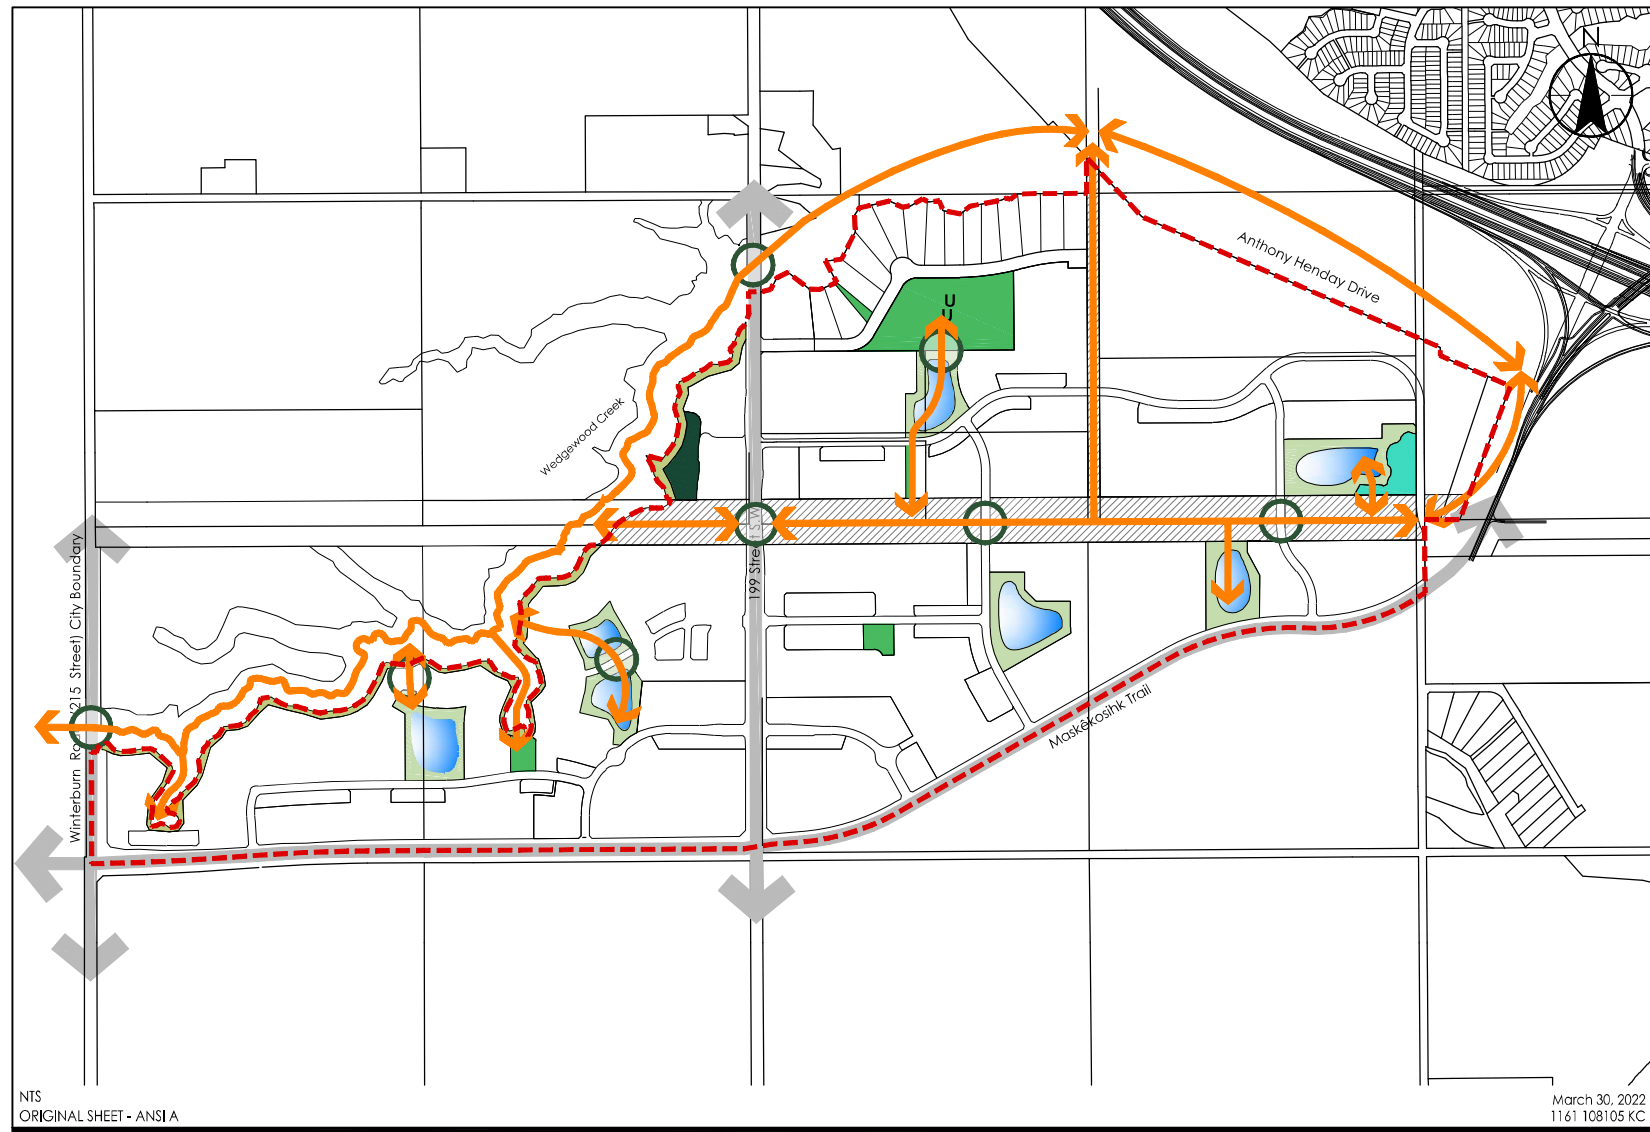 N
Anthony Henday Drive
U
U
Wedgewood Creek
199 Street S.W.
Winterburn Road (215 Street) City Boundary
Maskêkosihk Trail
NTS
ORIGINAL SHEET - ANSI A
March 30, 2022
1161 108105 KC